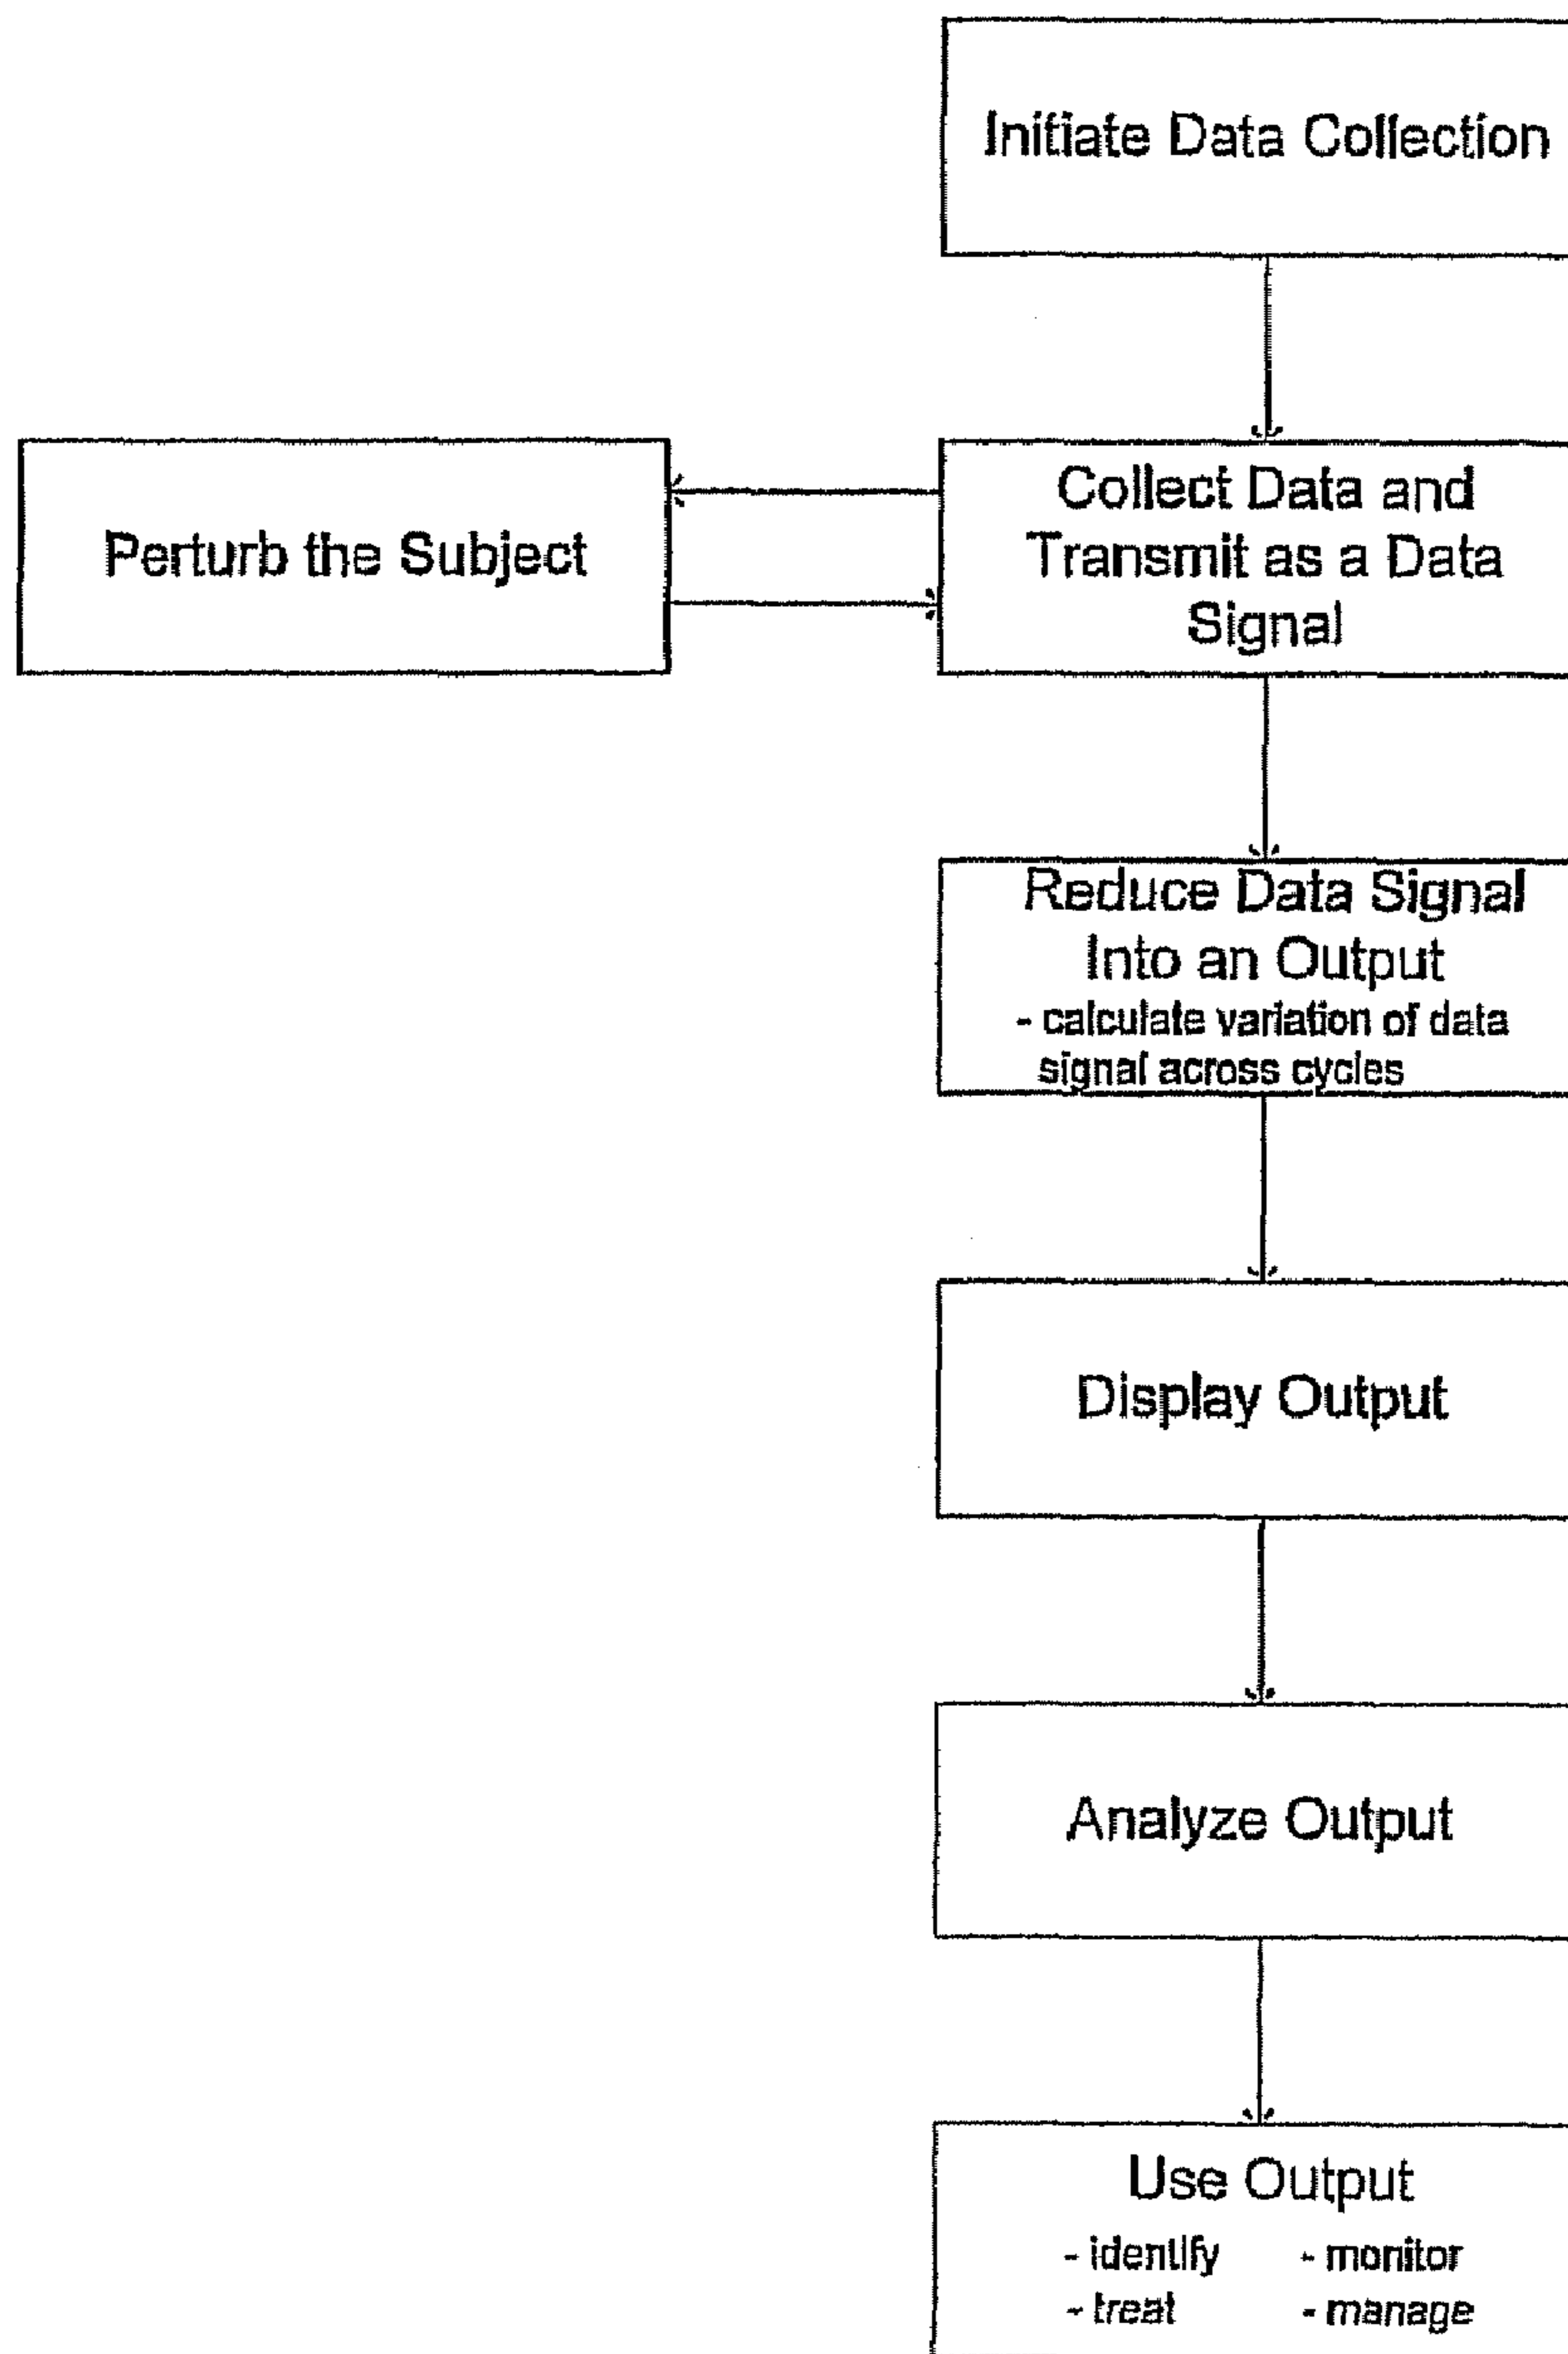 Initiate Data Collection
Perturb the Subject
Collect Data and
Transmit as a Data
Signal
Reduce Data Signal
Into an Output
- calculate variation of data
signal across cycles
Display Output
Analyze Output
Use Output
- identify - monitor
- treat - manage